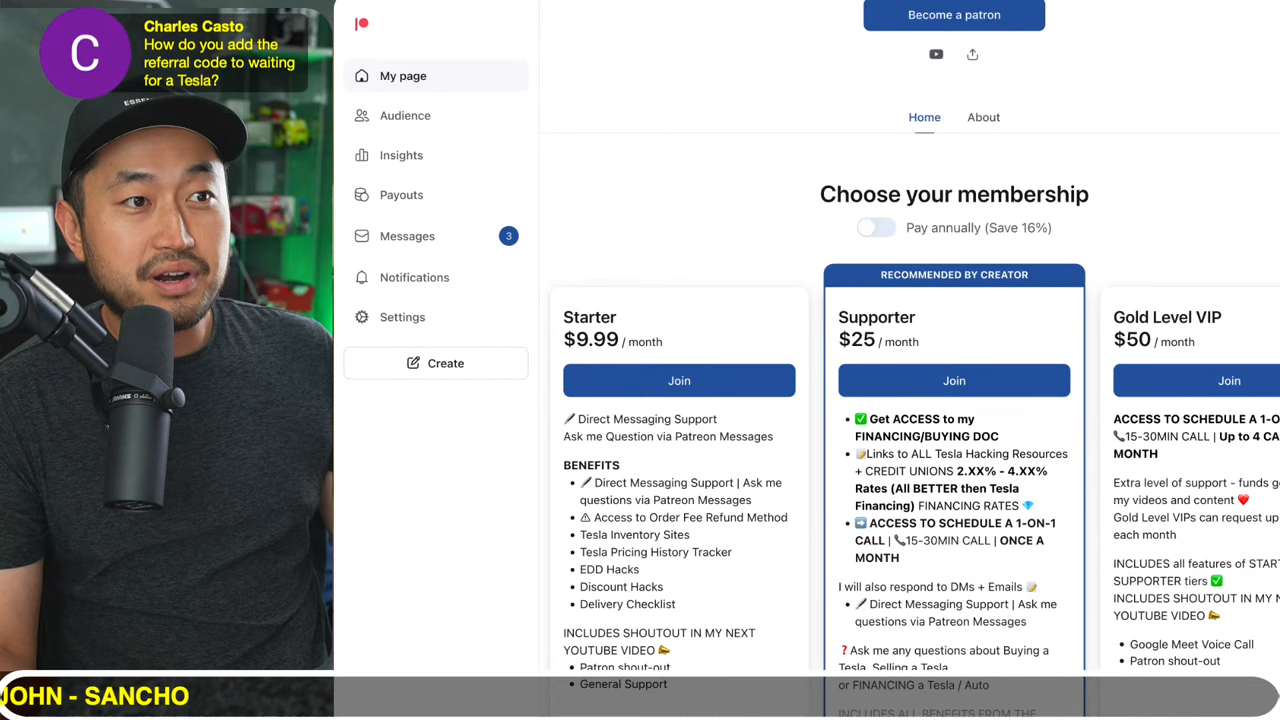 C
Charles Casto
How do you add the
referral code to waiting
for a Tesla?
My page
Audience
Insights
Payouts
Messages
3
Notifications
Settings
Create
Become a patron
Home
About
Choose your membership
Pay annually (Save 16%)
Starter
$9.99 / month
Join
🖊️ Direct Messaging Support
Ask me Question via Patreon Messages
BENEFITS
• 🖊️ Direct Messaging Support | Ask me
questions via Patreon Messages
• ⚠ Access to Order Fee Refund Method
• Tesla Inventory Sites
• Tesla Pricing History Tracker
• EDD Hacks
• Discount Hacks
• Delivery Checklist
INCLUDES SHOUTOUT IN MY NEXT
YOUTUBE VIDEO 📣
• Patron shout-out
• General Support
RECOMMENDED BY CREATOR
Supporter
$25 / month
Join
• ✅ Get ACCESS to my
FINANCING/BUYING DOC
• 📝Links to ALL Tesla Hacking Resources
+ CREDIT UNIONS 2.XX% - 4.XX%
Rates (All BETTER then Tesla
Financing) FINANCING RATES 💎
• ➡️ ACCESS TO SCHEDULE A 1-ON-1
CALL | 📞15-30MIN CALL | ONCE A
MONTH
I will also respond to DMs + Emails 📝
• 🖊️ Direct Messaging Support | Ask me
questions via Patreon Messages
❓Ask me any questions about Buying a
Tesla, Selling a Tesla
or FINANCING a Tesla / Auto
INCLUDES ALL BENEFITS FROM THE
Gold Level VIP
$50 / month
Join
ACCESS TO SCHEDULE A 1-O
📞15-30MIN CALL | Up to 4 CA
MONTH
Extra level of support - funds g
my videos and content ❤️
Gold Level VIPs can request up
each month
INCLUDES all features of STAR
SUPPORTER tiers ✅
INCLUDES SHOUTOUT IN MY N
YOUTUBE VIDEO 📣
• Google Meet Voice Call
• Patron shout-out
JOHN - SANCHO